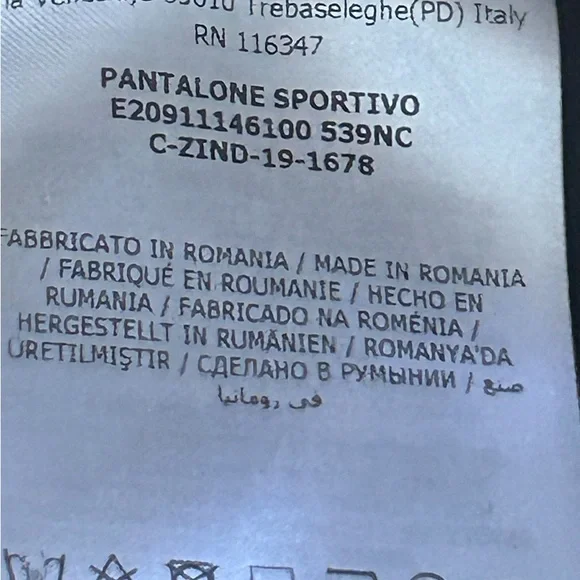 Trebaseleghe(PD) Italy
RN 116347
PANTALONE SPORTIVO
E20911146100 539NC
C-ZIND-19-1678
FABBRICATO IN ROMANIA / MADE IN ROMANIA
/ FABRIQUÉ EN ROUMANIE / HECHO EN
RUMANIA / FABRICADO NA ROMÉNIA /
HERGESTELLT IN RUMÄNIEN / ROMANYA'DA
ÜRETILMIŞTIR / СДЕЛАНО В РУМЫНИИ / صنع
في رومانيا